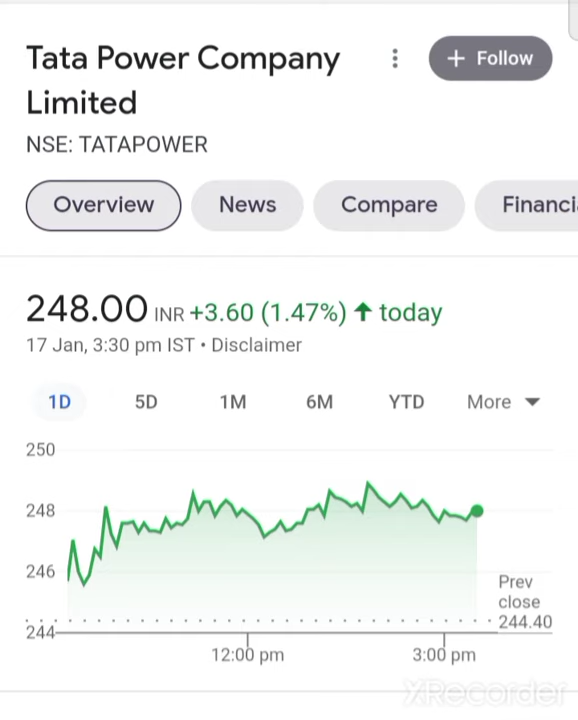 Tata Power Company
Limited
+ Follow
NSE: TATAPOWER
Overview
News
Compare
Financi
248.00 INR +3.60 (1.47%) ↑ today
17 Jan, 3:30 pm IST • Disclaimer
1D
5D
1M
6M
YTD
More
250
248
246
244
Prev
close
244.40
12:00 pm
3:00 pm
XRecorder